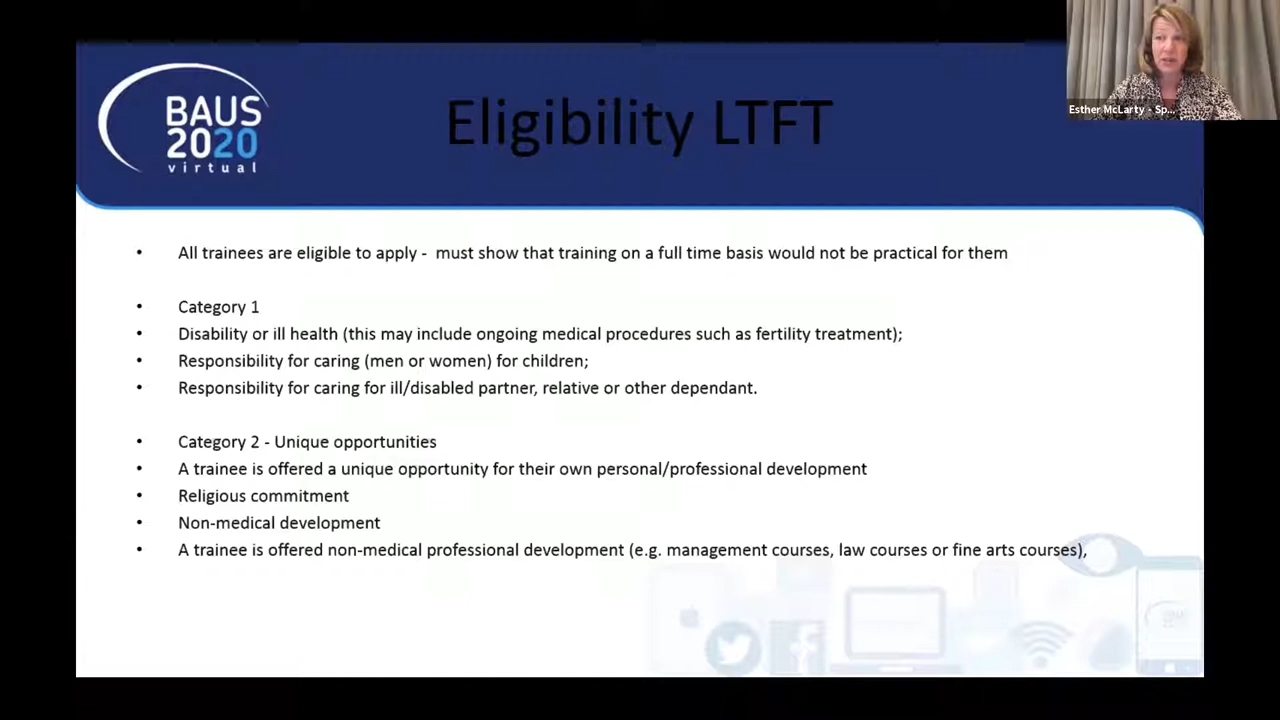 BAUS
2020
virtual
Eligibility LTFT
Esther McLarty - Sp...
• All trainees are eligible to apply - must show that training on a full time basis would not be practical for them
• Category 1
• Disability or ill health (this may include ongoing medical procedures such as fertility treatment);
• Responsibility for caring (men or women) for children;
• Responsibility for caring for ill/disabled partner, relative or other dependant.
• Category 2 - Unique opportunities
• A trainee is offered a unique opportunity for their own personal/professional development
• Religious commitment
• Non-medical development
• A trainee is offered non-medical professional development (e.g. management courses, law courses or fine arts courses),